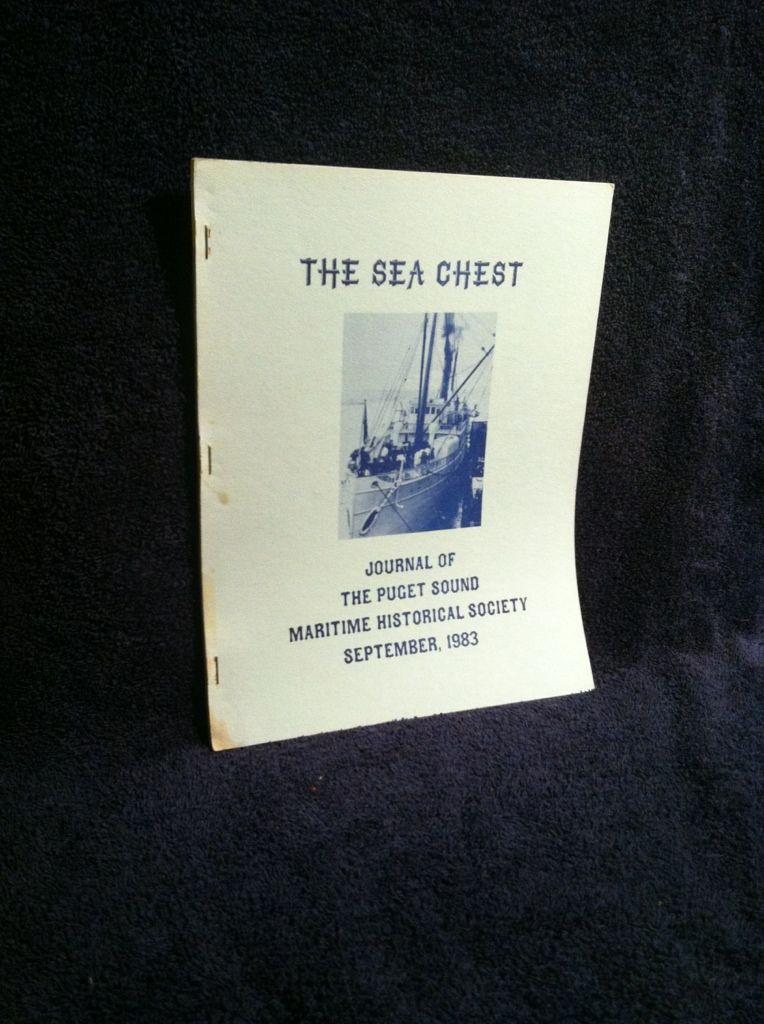 THE SEA CHEST
JOURNAL OF
THE PUGET SOUND
MARITIME HISTORICAL SOCIETY
SEPTEMBER, 1983